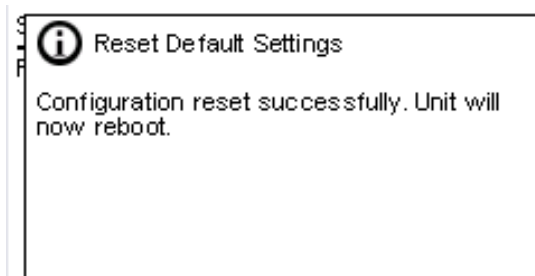 Reset Default Settings
Configuration reset successfully. Unit will
now reboot.